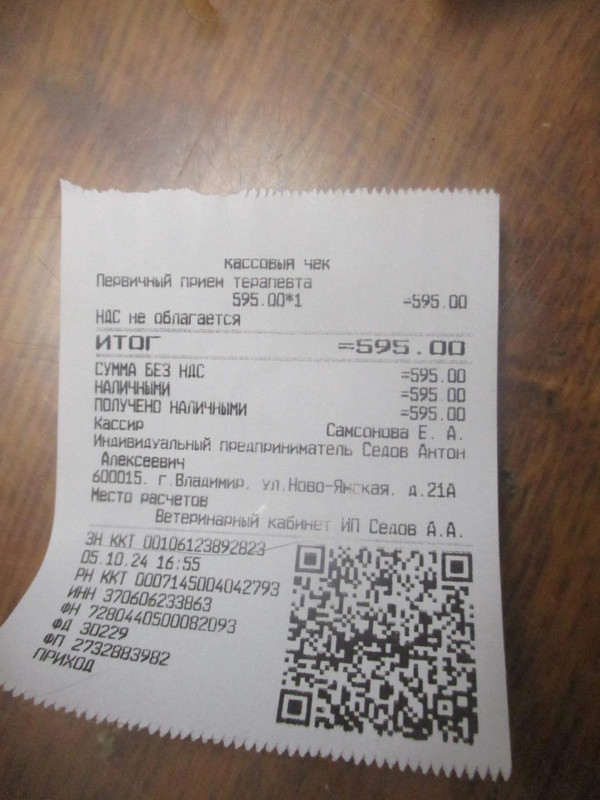 кассовый чек
Первичный прием терапевта
595.00*1 =595.00
НДС не облагается
ИТОГ =595.00
СУММА БЕЗ НДС =595.00
НАЛИЧНЫМИ =595.00
ПОЛУЧЕНО НАЛИЧНЫМИ =595.00
Кассир Самсонова Е. А.
Индивидуальный предприниматель Седов Антон
Алексеевич
600015. г.Владимир. ул.Ново-Ямская. д.21А
Место расчетов
Ветеринарный кабинет ИП Седов А.А.
ЗН ККТ 00106123892823
05.10.24 16:55
РН ККТ 0007145004042793
ИНН 370606233863
ФН 7280440500082093
ФД 30229
ФП 2732883982
ПРИХОД